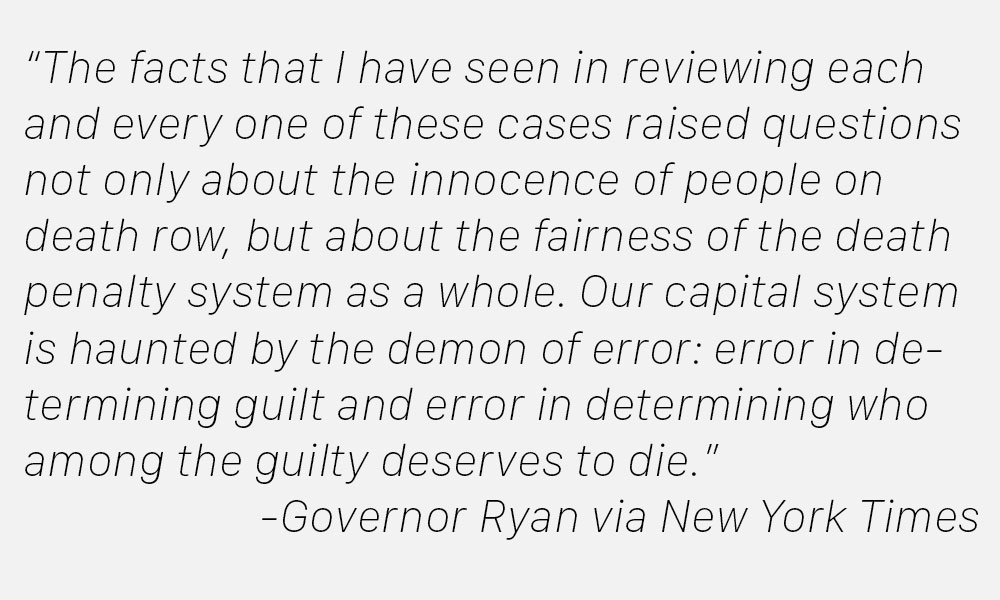 “The facts that I have seen in reviewing each
and every one of these cases raised questions
not only about the innocence of people on
death row, but about the fairness of the death
penalty system as a whole. Our capital system
is haunted by the demon of error: error in de-
termining guilt and error in determining who
among the guilty deserves to die.”
-Governor Ryan via New York Times